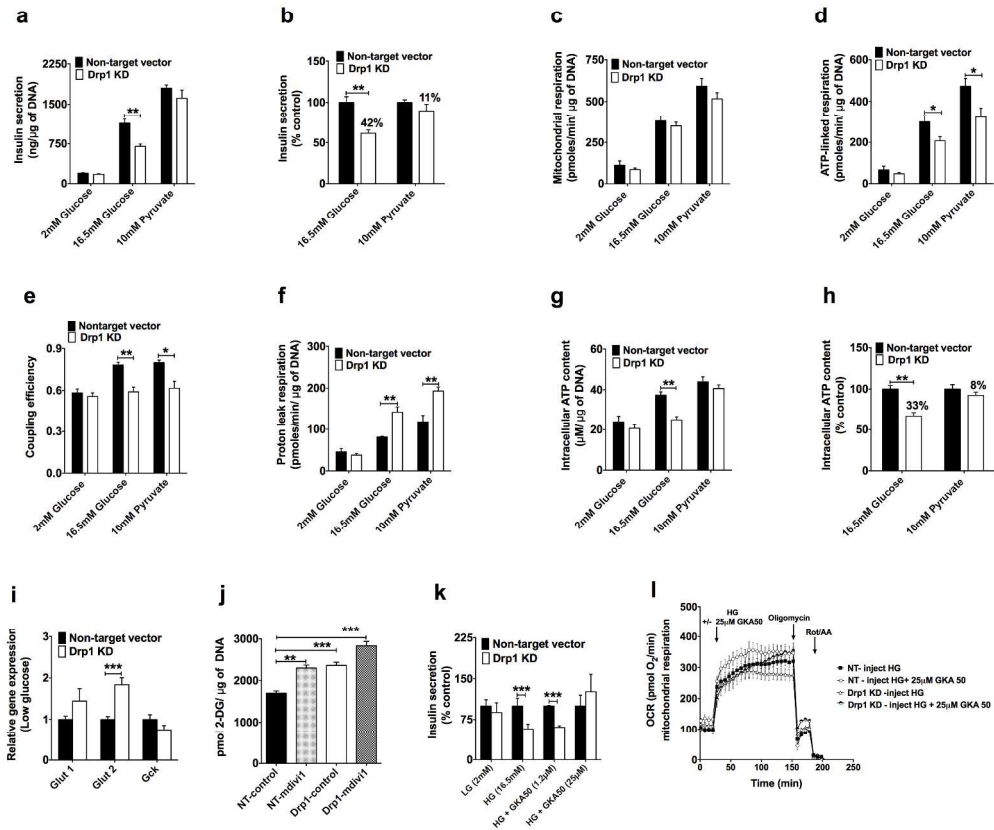 a
Non-target vector
Drp1 KD
Insulin secretion
(ng/µg of DNA)
1500
750
0
**
2mM Glucose
16.5mM Glucose
10mM Pyruvate
b
Non-target vector
Drp1 KD
Insulin secretion
(% control)
150
100
50
0
**
42%
11%
16.5mM Glucose
10mM Pyruvate
c
Non-target vector
Drp1 KD
Mitochondrial respiration
(pmoles/min/ µg of DNA)
750
500
250
0
2mM Glucose
16.5mM Glucose
10mM Pyruvate
d
Non-target vector
Drp1 KD
ATP-linked respiration
(pmoles/min/ µg of DNA)
600
400
200
0
*
*
2mM Glucose
16.5mM Glucose
10mM Pyruvate
e
Nontarget vector
Drp1 KD
Coupling efficiency
0.9
0.6
0.3
0.0
**
*
2mM Glucose
16.5mM Glucose
10mM Pyruvate
f
Non-target vector
Drp1 KD
Proton leak respiration
(pmoles/min/ µg of DNA)
300
200
100
0
**
**
2mM Glucose
16.5mM Glucose
10mM Pyruvate
g
Non-target vector
Drp1 KD
Intracellular ATP content
(µM/ µg of DNA)
60
40
20
0
**
2mM Glucose
16.5mM Glucose
10mM Pyruvate
h
Non-target vector
Drp1 KD
Intracellular ATP content
(% control)
150
100
50
0
**
33%
8%
16.5mM Glucose
10mM Pyruvate
i
Non-target vector
Drp1 KD
Relative gene expression
(Low glucose)
3
2
1
0
***
Glut 1
Glut 2
Gck
j
pmol 2-DG/ µg of DNA
3000
2000
1000
0
**
***
***
NT-control
NT-mdivi1
Drp1-control
Drp1-mdivi1
k
Non-target vector
Drp1 KD
Insulin secretion
(% control)
225
150
75
0
***
***
LG (2mM)
HG (16.5mM)
HG + GKA50 (1.2µM)
HG + GKA50 (25µM)
l
OCR (pmol O2/min)
mitochondrial respiration
500
400
300
200
100
0
HG
+/- 25µM GKA50
Oligomycin
Rot/AA
0
50
100
150
200
250
Time (min)
NT- inject HG
NT - inject HG+ 25µM GKA 50
Drp1 KD -inject HG
Drp1 KD - inject HG + 25µM GKA 50